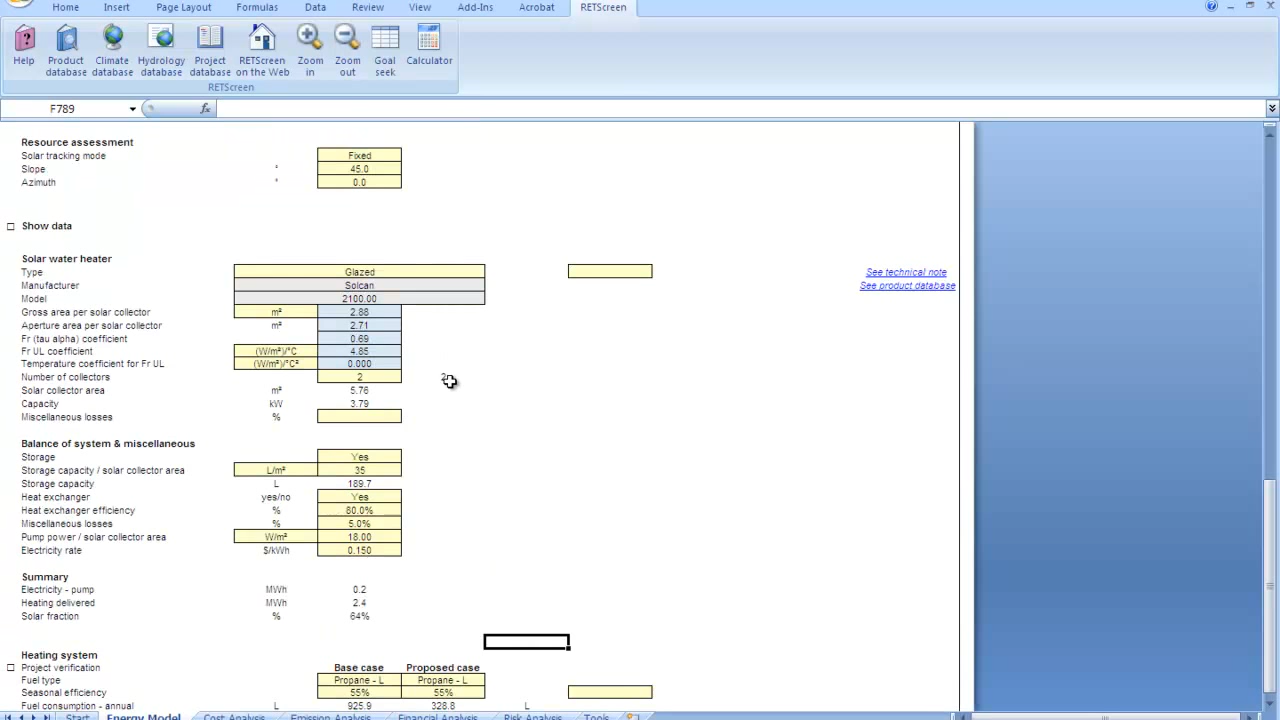 Home Insert Page Layout Formulas Data Review View Add-Ins Acrobat RETScreen
Help Product database Climate database Hydrology database Project database RETScreen on the Web Zoom in Zoom out Goal seek Calculator
RETScreen
F789 fx
Resource assessment
Solar tracking mode Fixed
Slope ° 45.0
Azimuth ° 0.0
Show data
Solar water heater
Type Glazed See technical note
Manufacturer Solcan See product database
Model 2100.00
Gross area per solar collector m² 2.88
Aperture area per solar collector m² 2.71
Fr (tau alpha) coefficient 0.69
Fr UL coefficient (W/m²)/°C 4.85
Temperature coefficient for Fr UL (W/m²)/°C² 0.000
Number of collectors 2 2
Solar collector area m² 5.76
Capacity kW 3.79
Miscellaneous losses %
Balance of system & miscellaneous
Storage Yes
Storage capacity / solar collector area L/m² 35
Storage capacity L 189.7
Heat exchanger yes/no Yes
Heat exchanger efficiency % 80.0%
Miscellaneous losses % 5.0%
Pump power / solar collector area W/m² 18.00
Electricity rate $/kWh 0.150
Summary
Electricity - pump MWh 0.2
Heating delivered MWh 2.4
Solar fraction % 64%
Heating system
Project verification Base case Proposed case
Fuel type Propane - L Propane - L
Seasonal efficiency 55% 55%
Fuel consumption - annual L 925.9 328.8 L
Start Energy Model Cost Analysis Emission Analysis Financial Analysis Risk Analysis Tools